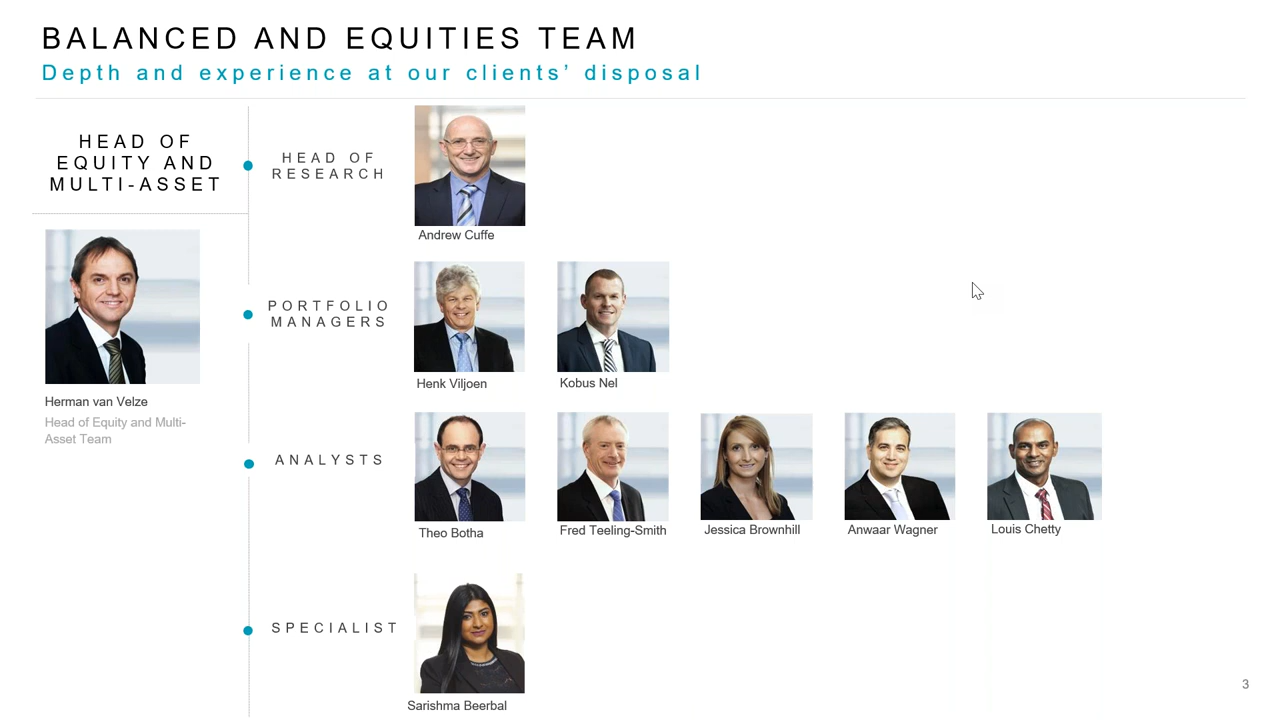 BALANCED AND EQUITIES TEAM
Depth and experience at our clients’ disposal
HEAD OF
EQUITY AND
MULTI-ASSET
Herman van Velze
Head of Equity and Multi-
Asset Team
HEAD OF
RESEARCH
Andrew Cuffe
PORTFOLIO
MANAGERS
Henk Viljoen
Kobus Nel
ANALYSTS
Theo Botha
Fred Teeling-Smith
Jessica Brownhill
Anwaar Wagner
Louis Chetty
SPECIALIST
Sarishma Beerbal
3